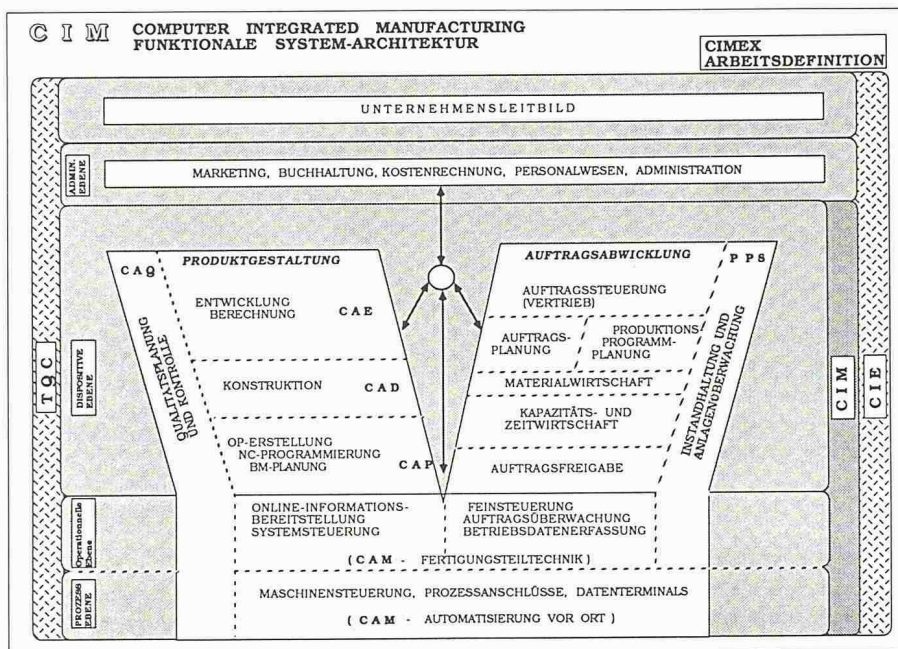 C I M COMPUTER INTEGRATED MANUFACTURING
FUNKTIONALE SYSTEM-ARCHITEKTUR
CIMEX
ARBEITSDEFINITION
UNTERNEHMENSLEITBILD
ADMIN.
EBENE
MARKETING, BUCHHALTUNG, KOSTENRECHNUNG, PERSONALWESEN, ADMINISTRATION
TQC
DISPOSITIVE
EBENE
CAQ
QUALITÄTSPLANUNG
UND KONTROLLE
PRODUKTGESTALTUNG
ENTWICKLUNG
BERECHNUNG CAE
KONSTRUKTION CAD
OP-ERSTELLUNG
NC-PROGRAMMIERUNG
BM-PLANUNG CAP
AUFTRAGSABWICKLUNG
AUFTRAGSSTEUERUNG
(VERTRIEB)
AUFTRAGS-
PLANUNG
PRODUKTIONS
PROGRAMM-
PLANUNG
MATERIALWIRTSCHAFT
KAPAZITÄTS- UND
ZEITWIRTSCHAFT
AUFTRAGSFREIGABE
PPS
INSTANDHALTUNG UND
ANLAGENÜBERWACHUNG
CIM
CIE
Operationnelle
Ebene
ONLINE-INFORMATIONS-
BEREITSTELLUNG
SYSTEMSTEUERUNG
FEINSTEUERUNG
AUFTRAGSÜBERWACHUNG
BETRIEBSDATENERFASSUNG
(CAM - FERTIGUNGSTEILTECHNIK)
PROZESS
EBENE
MASCHINENSTEUERUNG, PROZESSANSCHLÜSSE, DATENTERMINALS
(CAM - AUTOMATISIERUNG VOR ORT)